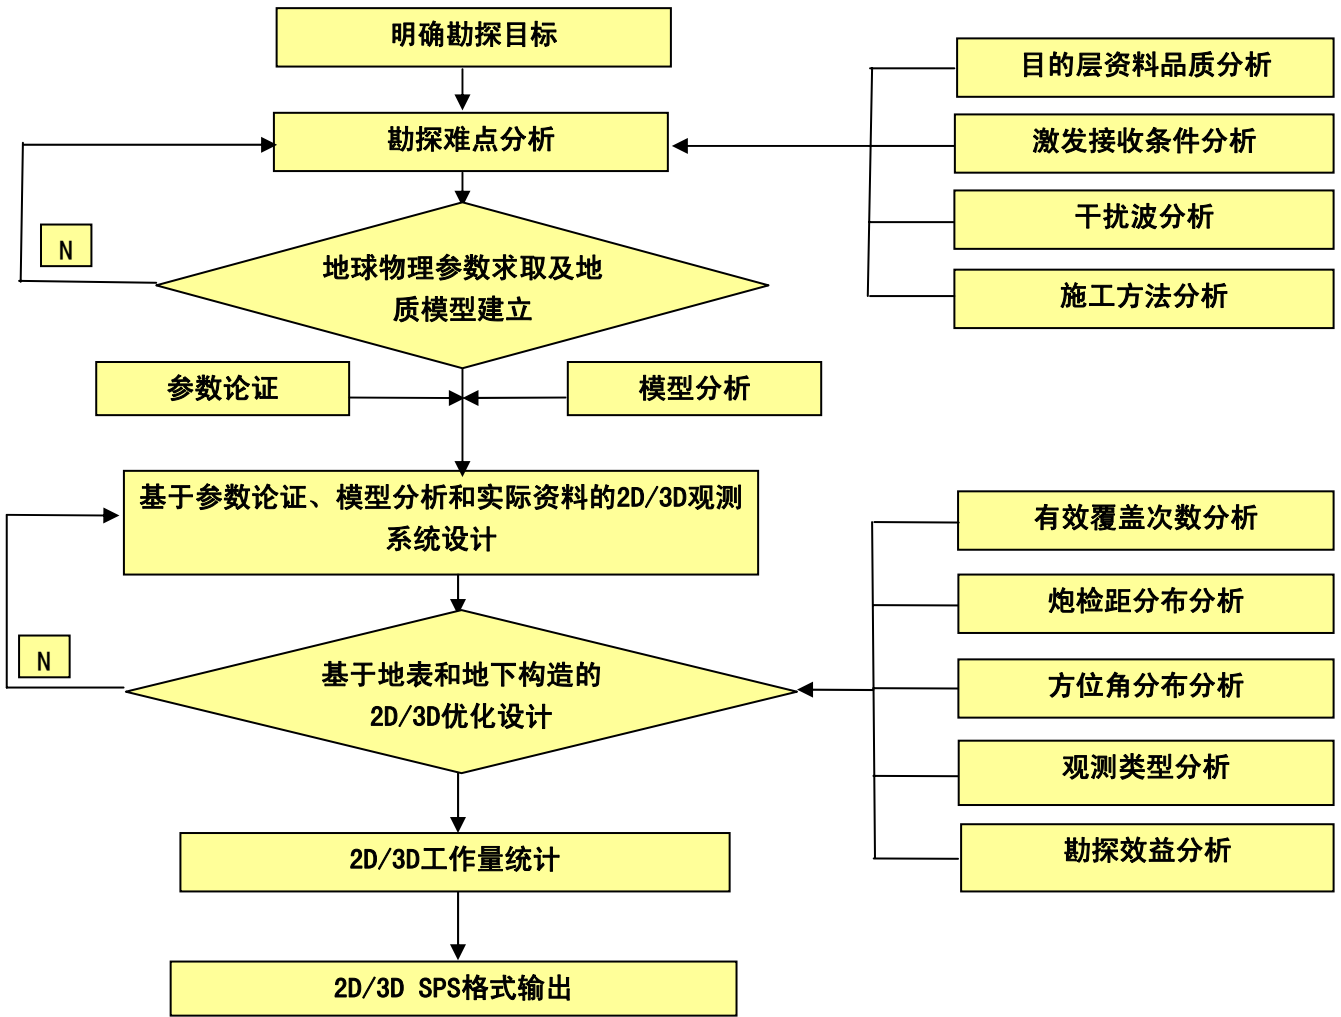 明确勘探目标
目的层资料品质分析
勘探难点分析
激发接收条件分析
干扰波分析
N
地球物理参数求取及地
质模型建立
施工方法分析
参数论证
模型分析
基于参数论证、模型分析和实际资料的2D/3D观测
系统设计
有效覆盖次数分析
炮检距分布分析
N
基于地表和地下构造的
2D/3D优化设计
方位角分布分析
观测类型分析
2D/3D工作量统计
勘探效益分析
2D/3D SPS格式输出